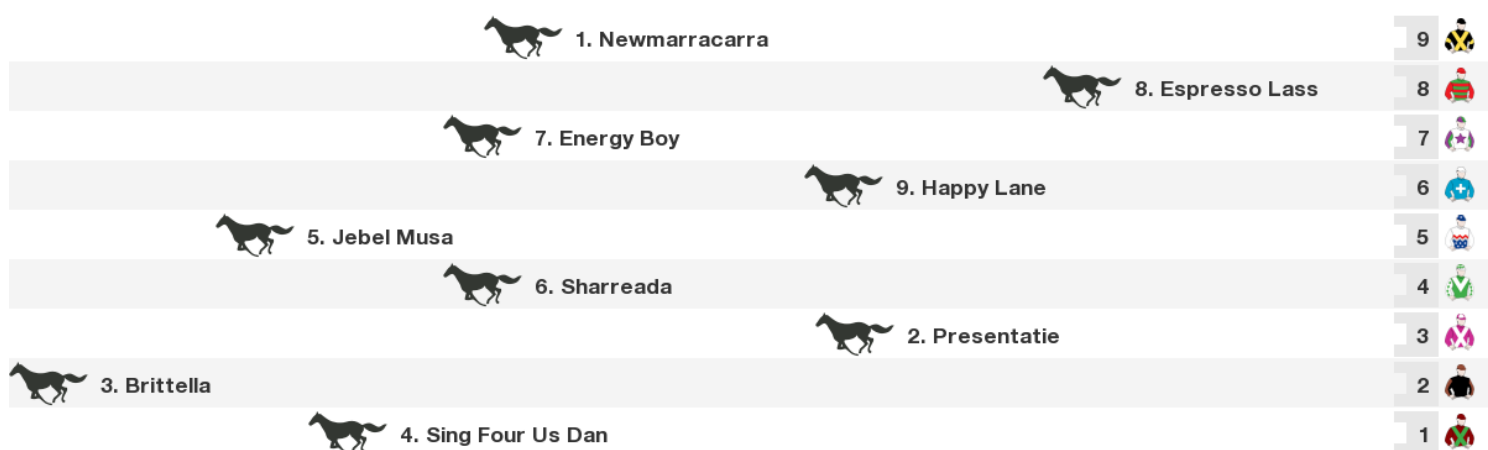 1. Newmarracarra 9
8. Espresso Lass 8
7. Energy Boy 7
9. Happy Lane 6
5. Jebel Musa 5
6. Sharreada 4
2. Presentatie 3
3. Brittella 2
4. Sing Four Us Dan 1